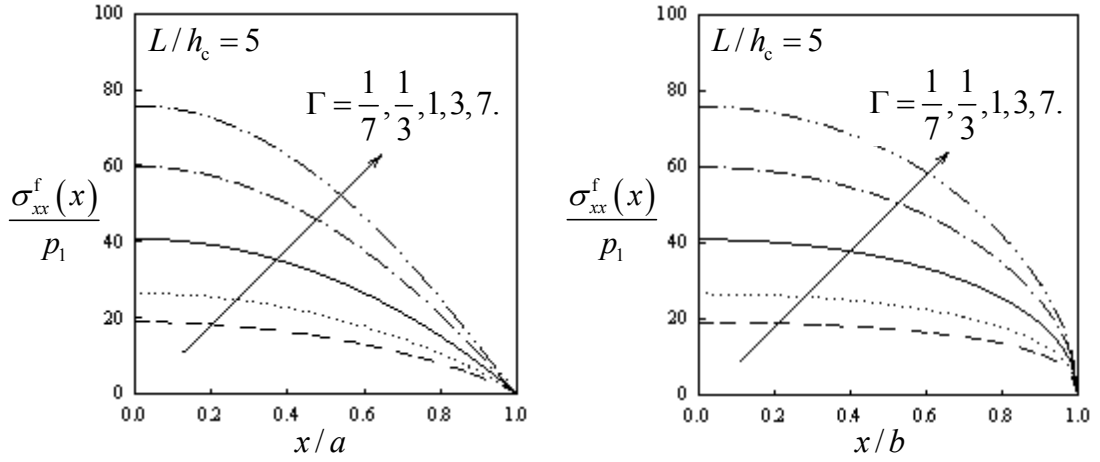 100
L/h_c = 5
80
Γ = 1/7, 1/3, 1, 3, 7.
60
σ^f_xx(x)/p_l
40
20
0
0.0 0.2 0.4 0.6 0.8 1.0
x/a
100
L/h_c = 5
80
Γ = 1/7, 1/3, 1, 3, 7.
60
σ^f_xx(x)/p_l
40
20
0
0.0 0.2 0.4 0.6 0.8 1.0
x/b